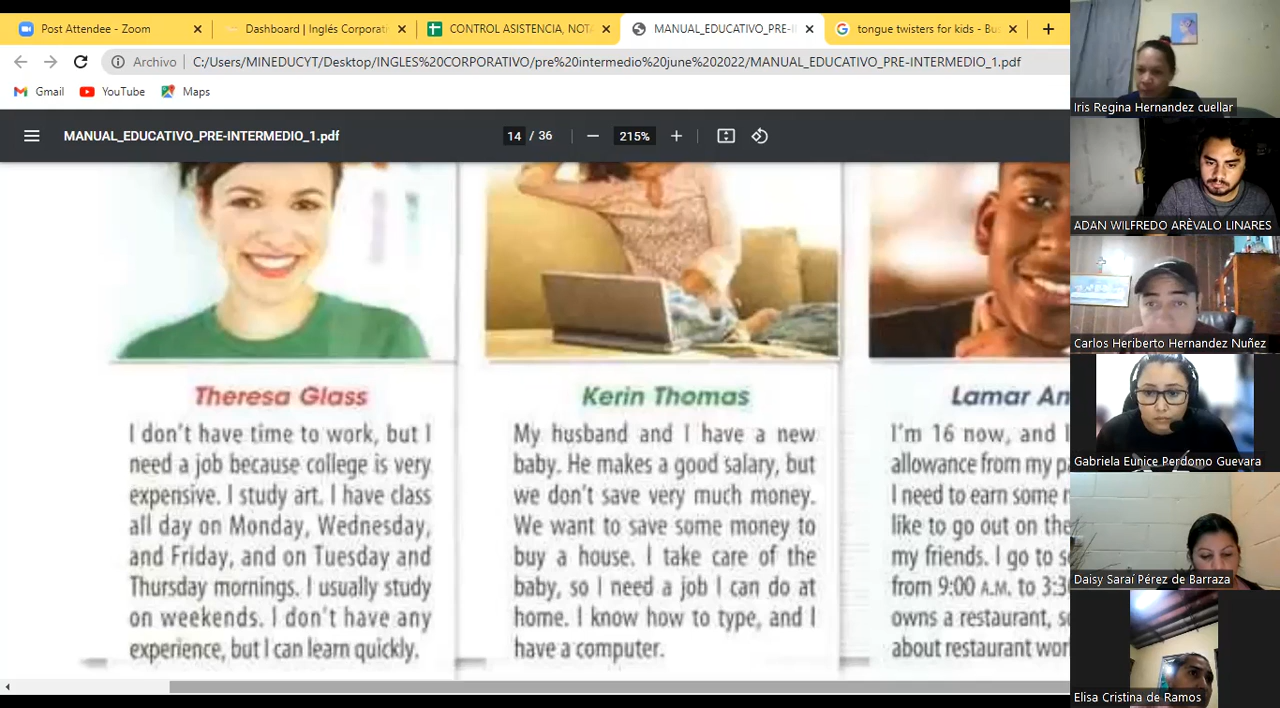 Post Attendee - Zoom
Dashboard | Inglés Corporati
CONTROL ASISTENCIA, NOT
MANUAL_EDUCATIVO_PRE-I
tongue twisters for kids - Bu
Archivo
C:/Users/MINEDUCYT/Desktop/INGLES%20CORPORATIVO/pre%20intermedio%20june%202022/MANUAL_EDUCATIVO_PRE-INTERMEDIO_1.pdf
Gmail
YouTube
Maps
MANUAL_EDUCATIVO_PRE-INTERMEDIO_1.pdf
14 / 36
215%
Theresa Glass
I don't have time to work, but I
need a job because college is very
expensive. I study art. I have class
all day on Monday, Wednesday,
and Friday, and on Tuesday and
Thursday mornings. I usually study
on weekends. I don't have any
experience, but I can learn quickly.
Kerin Thomas
My husband and I have a new
baby. He makes a good salary, but
we don't save very much money.
We want to save some money to
buy a house. I take care of the
baby, so I need a job I can do at
home. I know how to type, and I
have a computer.
Lamar An
I'm 16 now, and I
allowance from my p
I need to earn some
like to go out on the
my friends. I go to s
from 9:00 A.M. to 3:3
owns a restaurant, s
about restaurant wor
Iris Regina Hernandez cuellar
ADAN WILFREDO ARÈVALO LINARES
Carlos Heriberto Hernandez Nuñez
Gabriela Eunice Perdomo Guevara
Daisy Saraí Pérez de Barraza
Elisa Cristina de Ramos